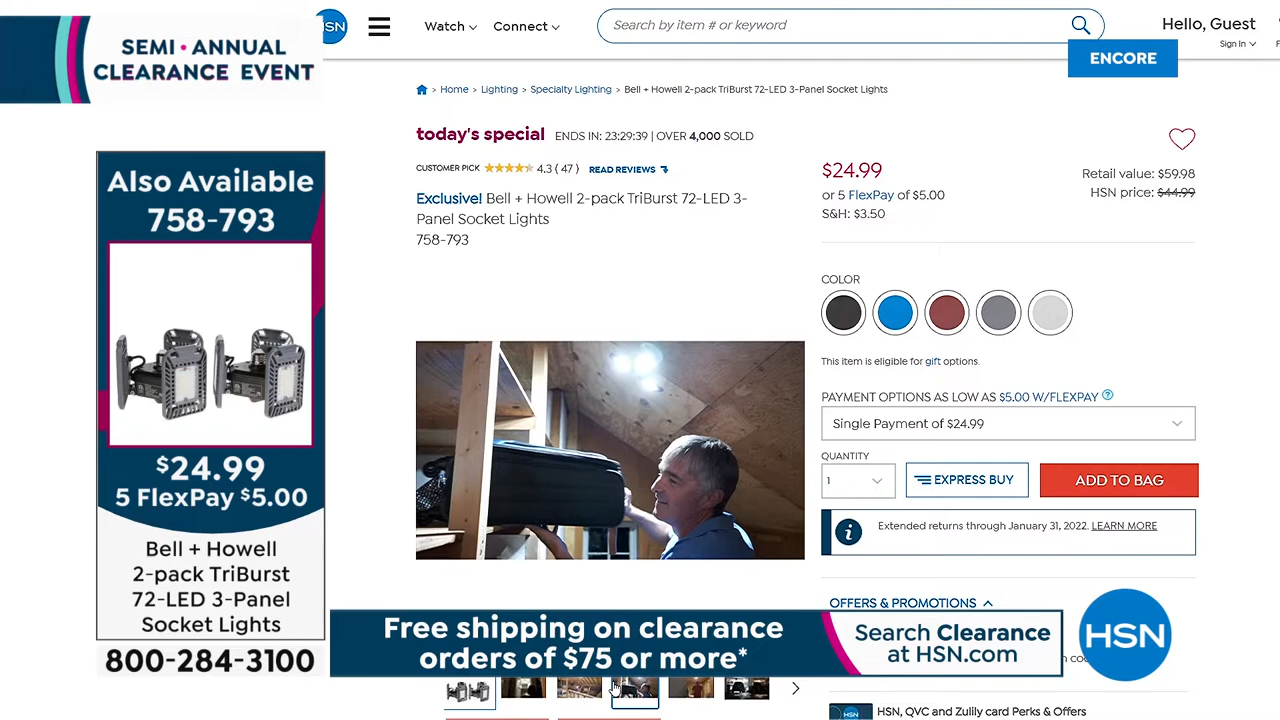 SEMI•ANNUAL
CLEARANCE EVENT
HSN
Watch
Connect
Search by item # or keyword
Hello, Guest
Sign In
ENCORE
> Home > Lighting > Specialty Lighting > Bell + Howell 2-pack TriBurst 72-LED 3-Panel Socket Lights
today's special ENDS IN: 23:29:39 | OVER 4,000 SOLD
CUSTOMER PICK 4.3 ( 47 ) READ REVIEWS
Exclusive! Bell + Howell 2-pack TriBurst 72-LED 3-
Panel Socket Lights
758-793
$24.99
or 5 FlexPay of $5.00
S&H: $3.50
Retail value: $59.98
HSN price: $44.99
COLOR
This item is eligible for gift options.
PAYMENT OPTIONS AS LOW AS $5.00 W/FLEXPAY ?
Single Payment of $24.99
QUANTITY
1
EXPRESS BUY
ADD TO BAG
Extended returns through January 31, 2022. LEARN MORE
OFFERS & PROMOTIONS
HSN, QVC and Zulily card Perks & Offers
Also Available
758-793
$24.99
5 FlexPay $5.00
Bell + Howell
2-pack TriBurst
72-LED 3-Panel
Socket Lights
800-284-3100
Free shipping on clearance
orders of $75 or more*
Search Clearance
at HSN.com
HSN